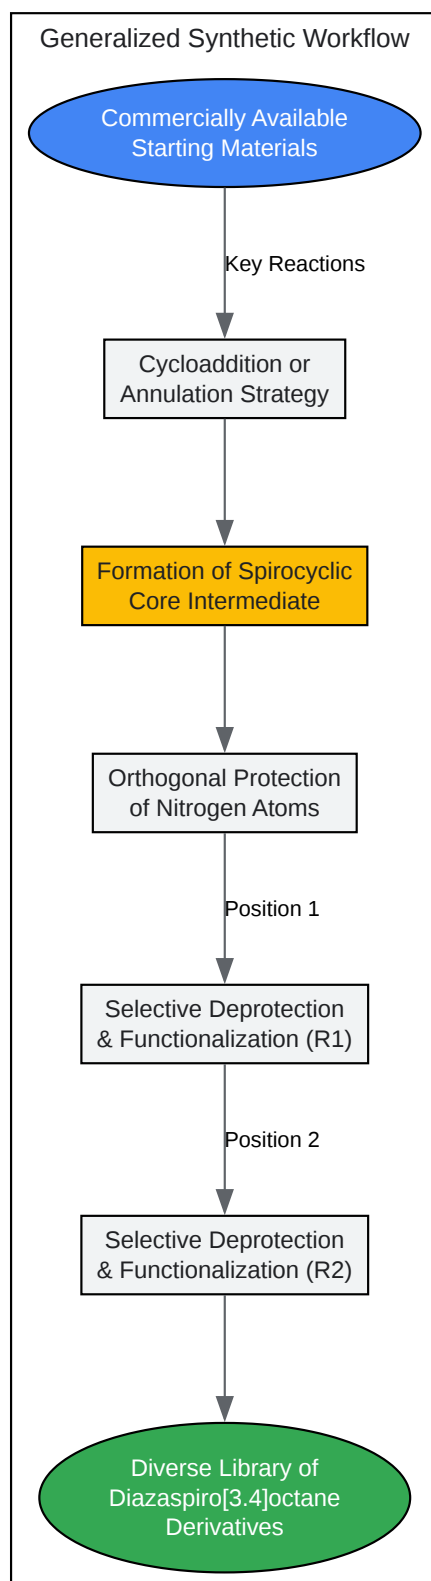 Generalized Synthetic Workflow
Commercially Available
Starting Materials
Key Reactions
Cycloaddition or
Annulation Strategy
Formation of Spirocyclic
Core Intermediate
Orthogonal Protection
of Nitrogen Atoms
Position 1
Selective Deprotection
& Functionalization (R1)
Position 2
Selective Deprotection
& Functionalization (R2)
Diverse Library of
Diazaspiro[3.4]octane
Derivatives